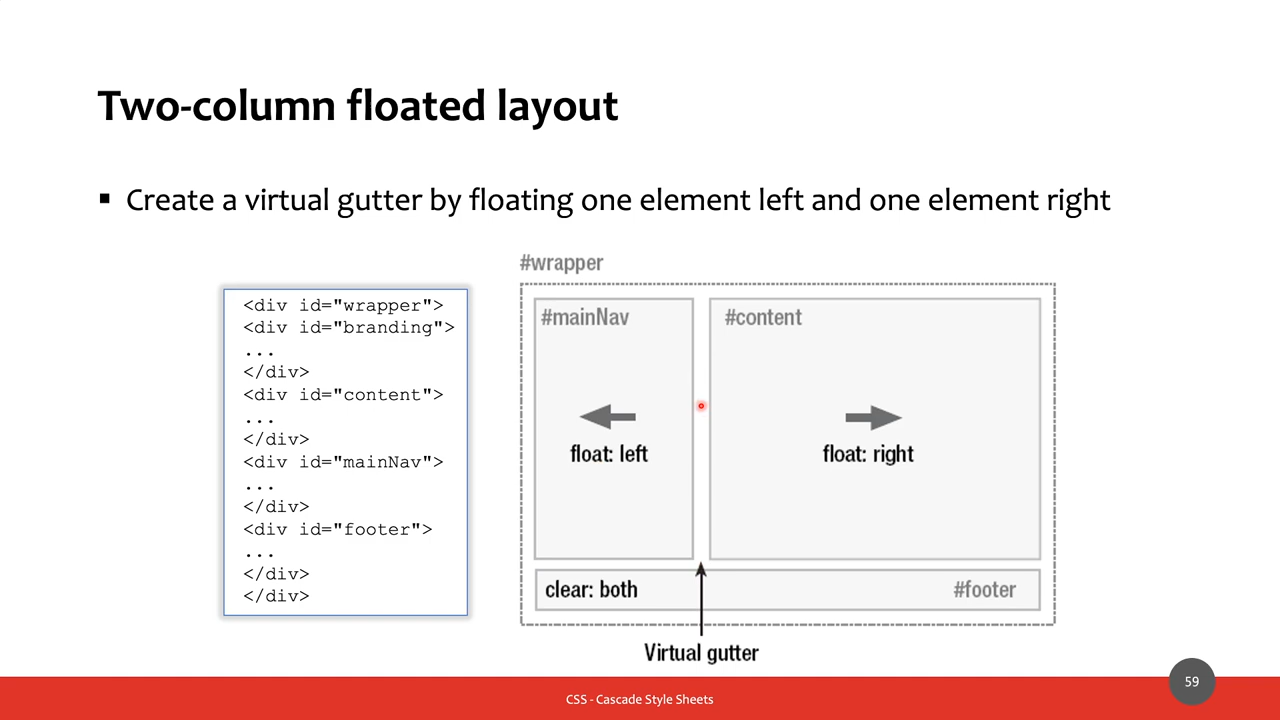 Two-column floated layout
▪ Create a virtual gutter by floating one element left and one element right
<div id="wrapper">
<div id="branding">
...
</div>
<div id="content">
...
</div>
<div id="mainNav">
...
</div>
<div id="footer">
...
</div>
</div>
#wrapper
#mainNav
#content
float: left
float: right
clear: both
#footer
Virtual gutter
CSS - Cascade Style Sheets
59